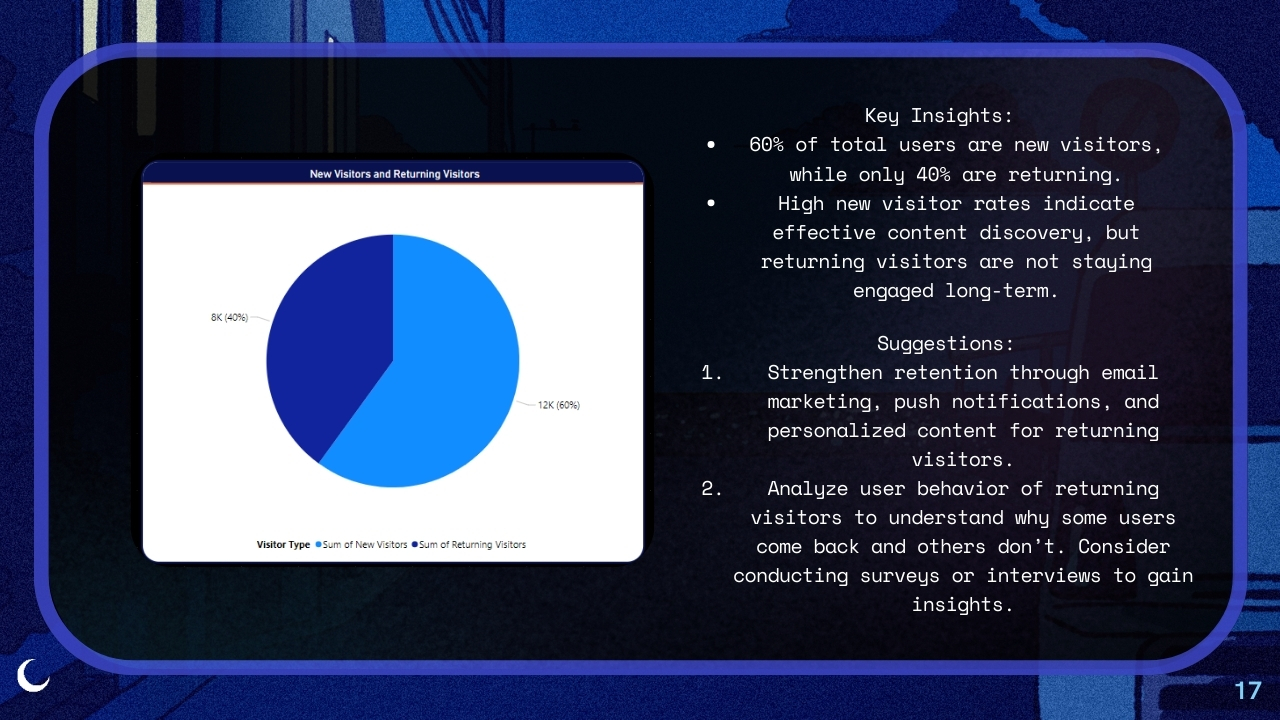 New Visitors and Returning Visitors
8K (40%)
12K (60%)
Visitor Type Sum of New Visitors Sum of Returning Visitors
Key Insights:
• 60% of total users are new visitors,
while only 40% are returning.
• High new visitor rates indicate
effective content discovery, but
returning visitors are not staying
engaged long-term.
Suggestions:
1. Strengthen retention through email
marketing, push notifications, and
personalized content for returning
visitors.
2. Analyze user behavior of returning
visitors to understand why some users
come back and others don’t. Consider
conducting surveys or interviews to gain
insights.
17